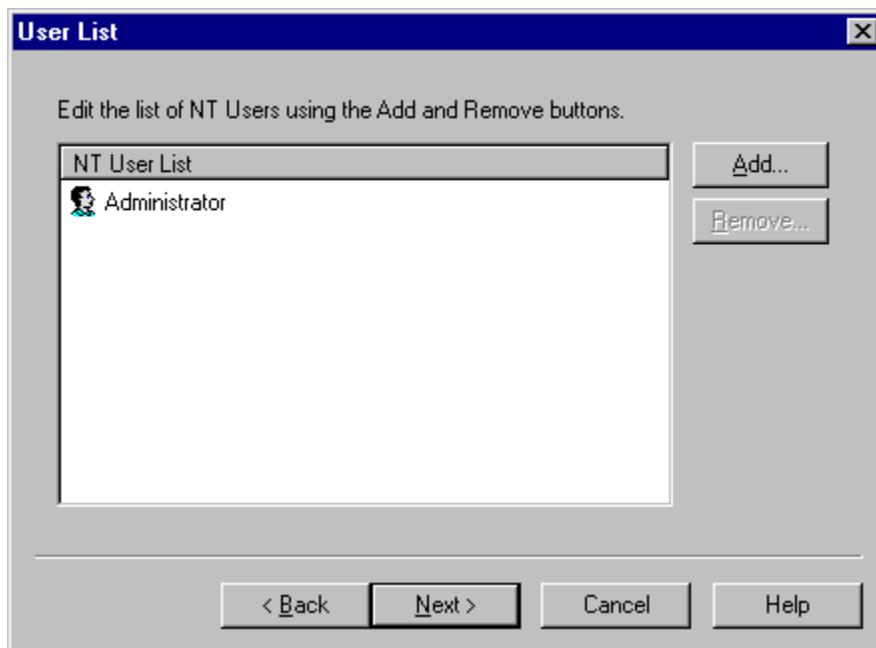 User List
Edit the list of NT Users using the Add and Remove buttons.
NT User List
Add...
Administrator
Remove...
< Back
Next >
Cancel
Help